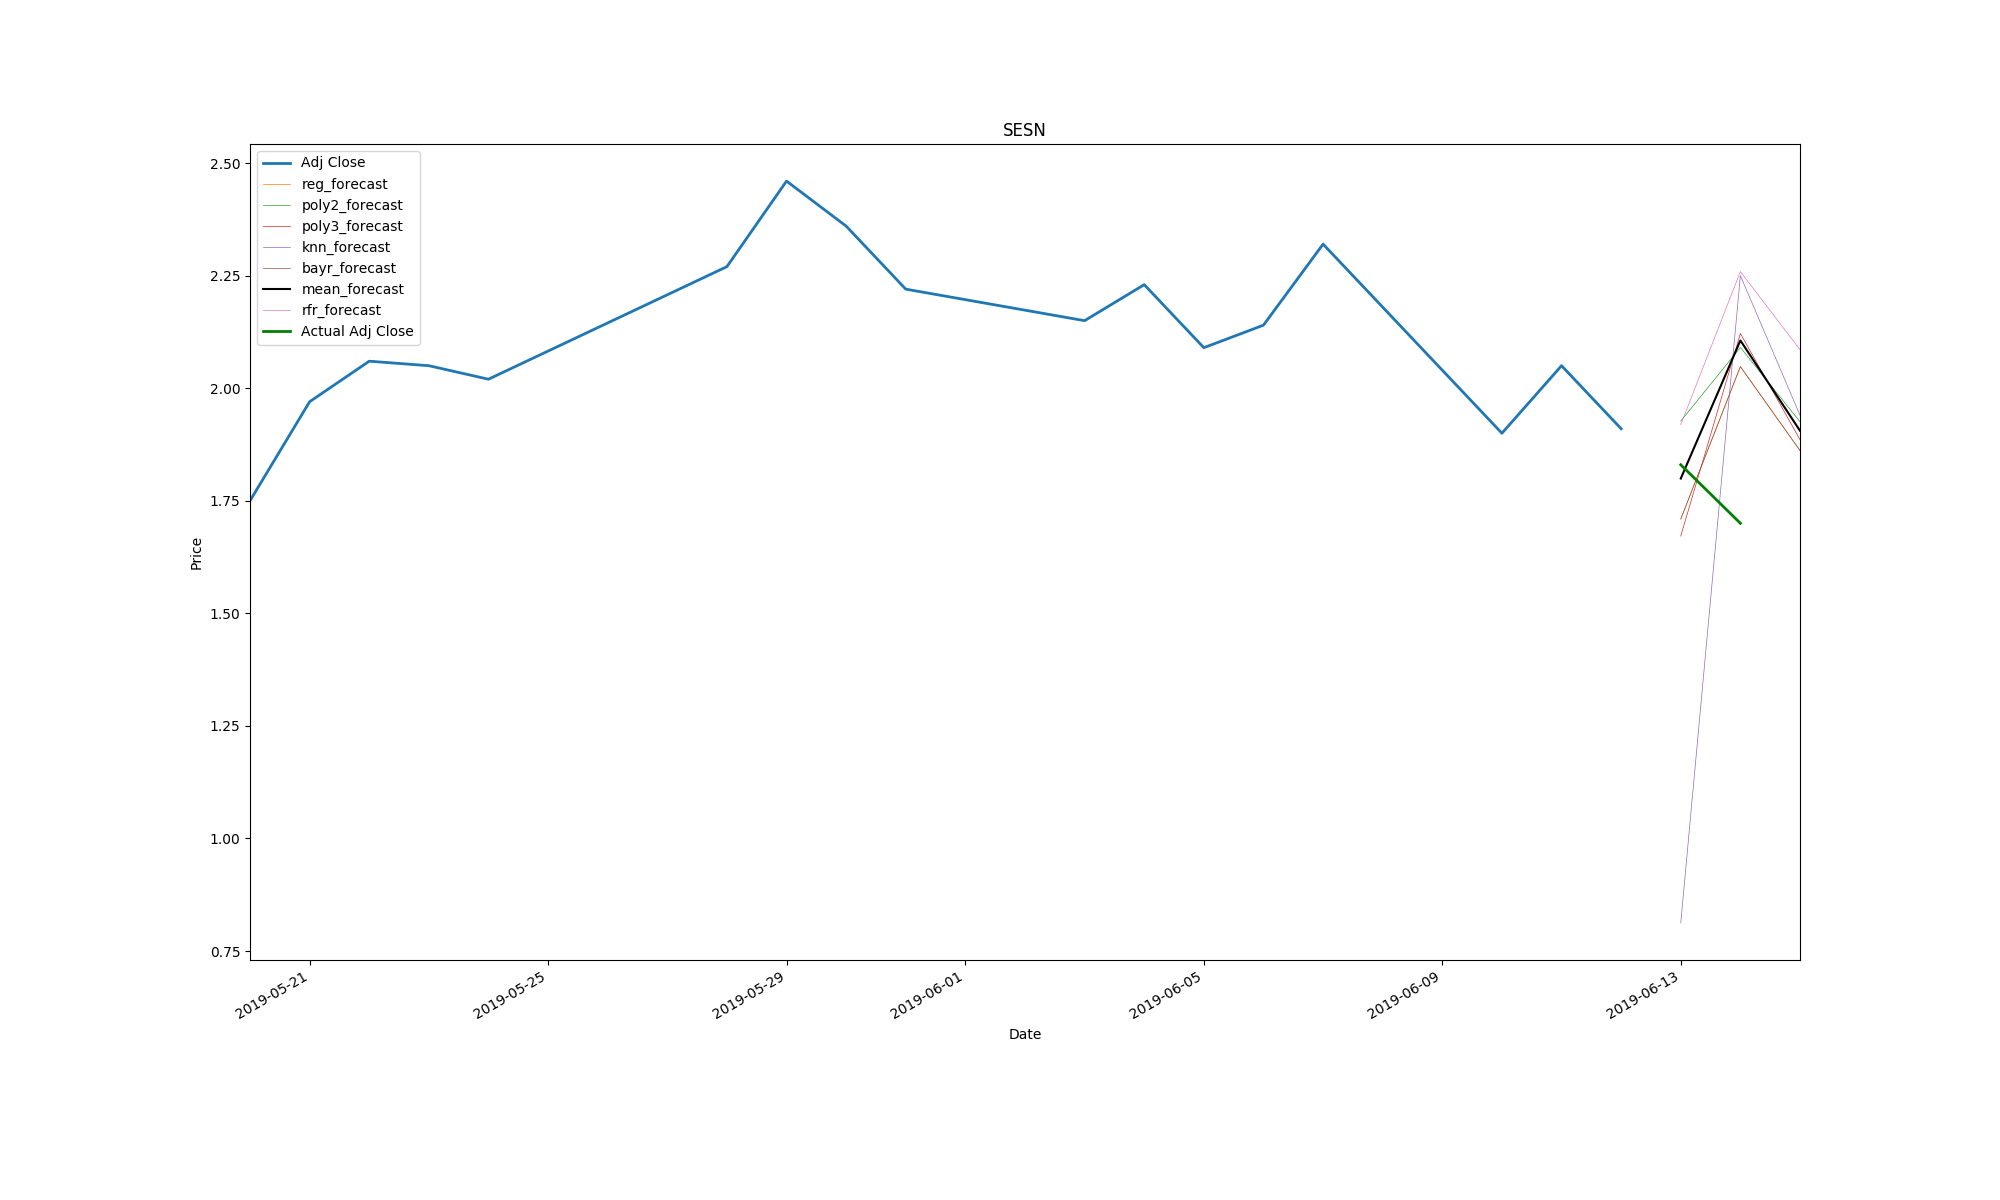 SESN
Adj Close
reg_forecast
poly2_forecast
poly3_forecast
knn_forecast
bayr_forecast
mean_forecast
rfr_forecast
Actual Adj Close
2.50
2.25
2.00
1.75
1.50
1.25
1.00
0.75
Price
2019-05-21
2019-05-25
2019-05-29
2019-06-01
2019-06-05
2019-06-09
2019-06-13
Date